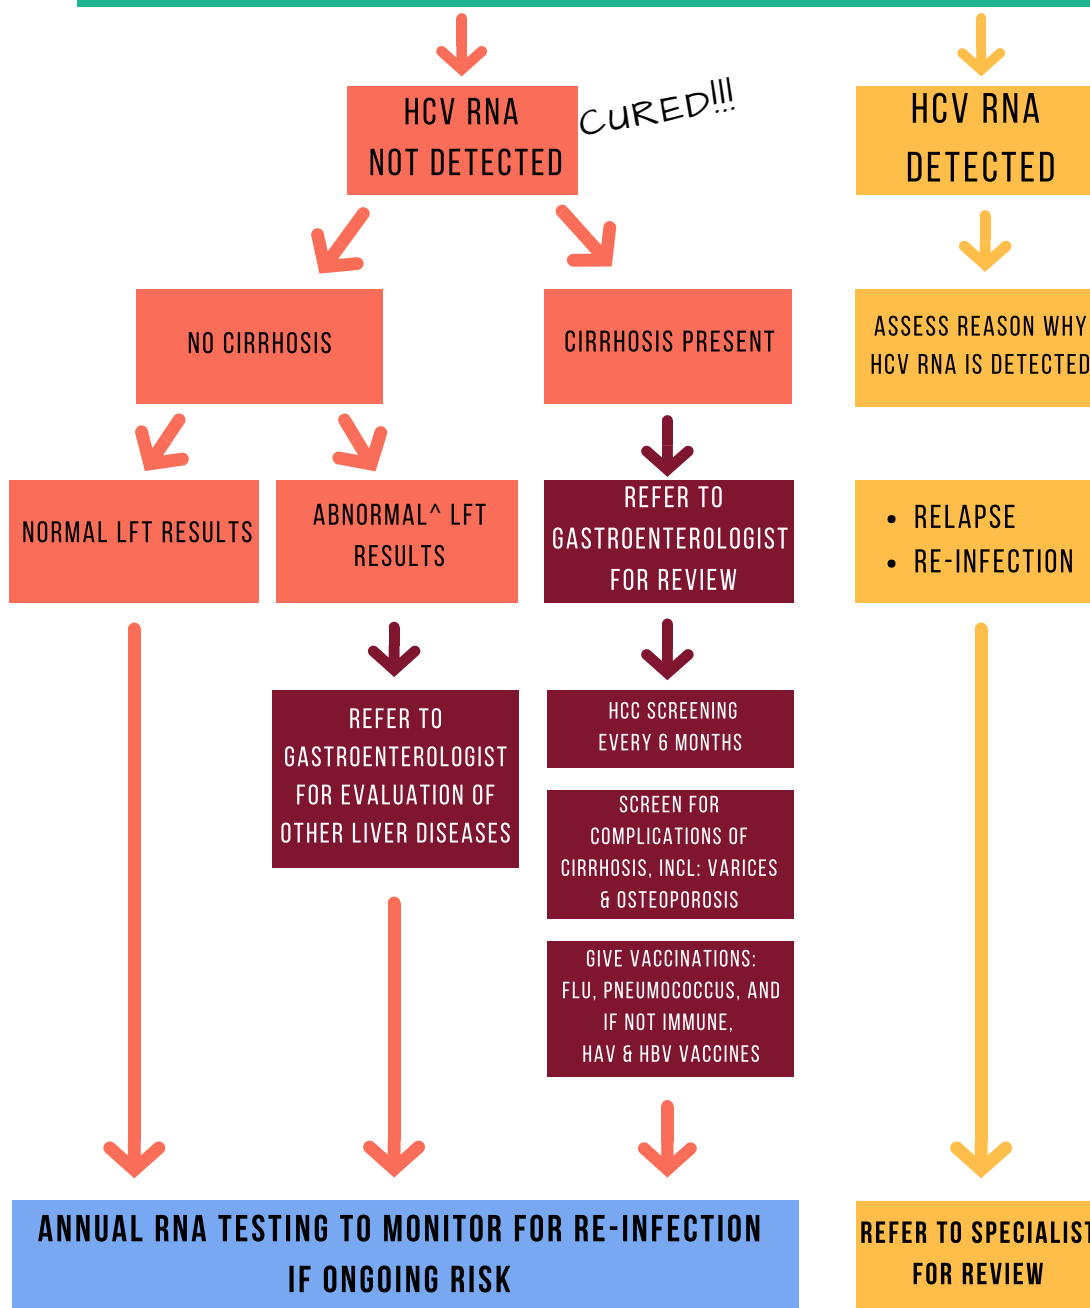 HCV RNA
NOT DETECTED
CURED!!!
HCV RNA
DETECTED
NO CIRRHOSIS
CIRRHOSIS PRESENT
ASSESS REASON WHY
HCV RNA IS DETECTED
NORMAL LFT RESULTS
ABNORMAL^ LFT
RESULTS
REFER TO
GASTROENTEROLOGIST
FOR REVIEW
• RELAPSE
• RE-INFECTION
REFER TO
GASTROENTEROLOGIST
FOR EVALUATION OF
OTHER LIVER DISEASES
HCC SCREENING
EVERY 6 MONTHS
SCREEN FOR
COMPLICATIONS OF
CIRRHOSIS, INCL: VARICES
& OSTEOPOROSIS
GIVE VACCINATIONS:
FLU, PNEUMOCOCCUS, AND
IF NOT IMMUNE,
HAV & HBV VACCINES
ANNUAL RNA TESTING TO MONITOR FOR RE-INFECTION
IF ONGOING RISK
REFER TO SPECIALIST
FOR REVIEW